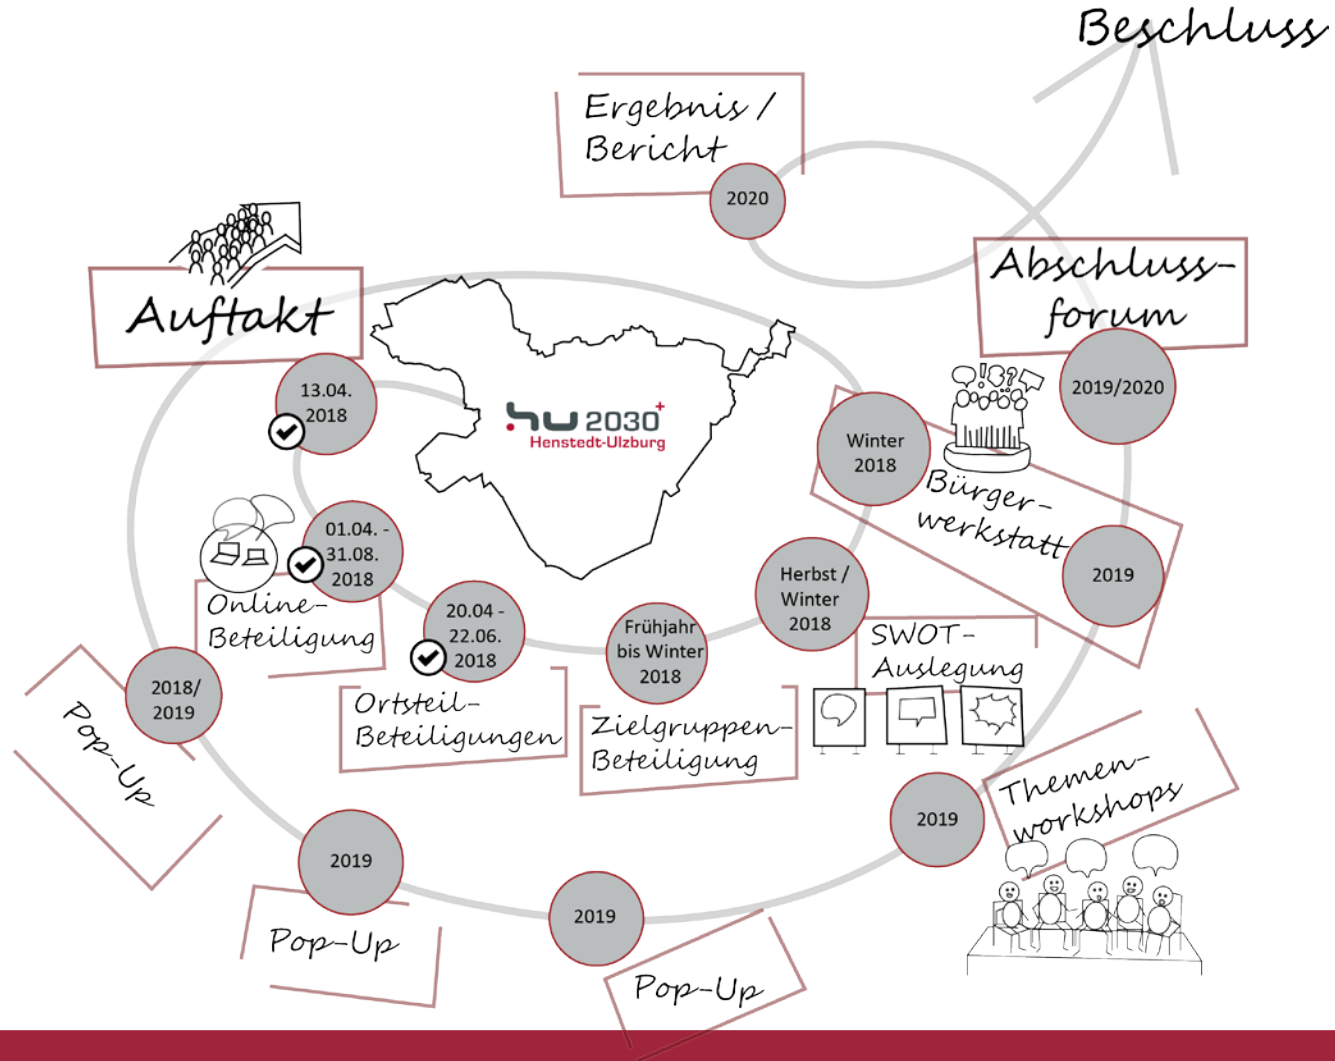 Beschluss
Ergebnis /
Bericht
2020
Auftakt
13.04.
2018
hu 2030+
Henstedt-Ulzburg
Abschluss-
forum
2019/2020
Winter
2018
Bürger-
werkstatt
2019
01.04. -
31.08.
2018
Online-
Beteiligung
20.04 -
22.06.
2018
Ortsteil-
Beteiligungen
Frühjahr
bis Winter
2018
Zielgruppen-
Beteiligung
Herbst /
Winter
2018
SWOT-
Auslegung
2018/
2019
Pop-Up
2019
Pop-Up
2019
Pop-Up
2019
Themen-
workshops